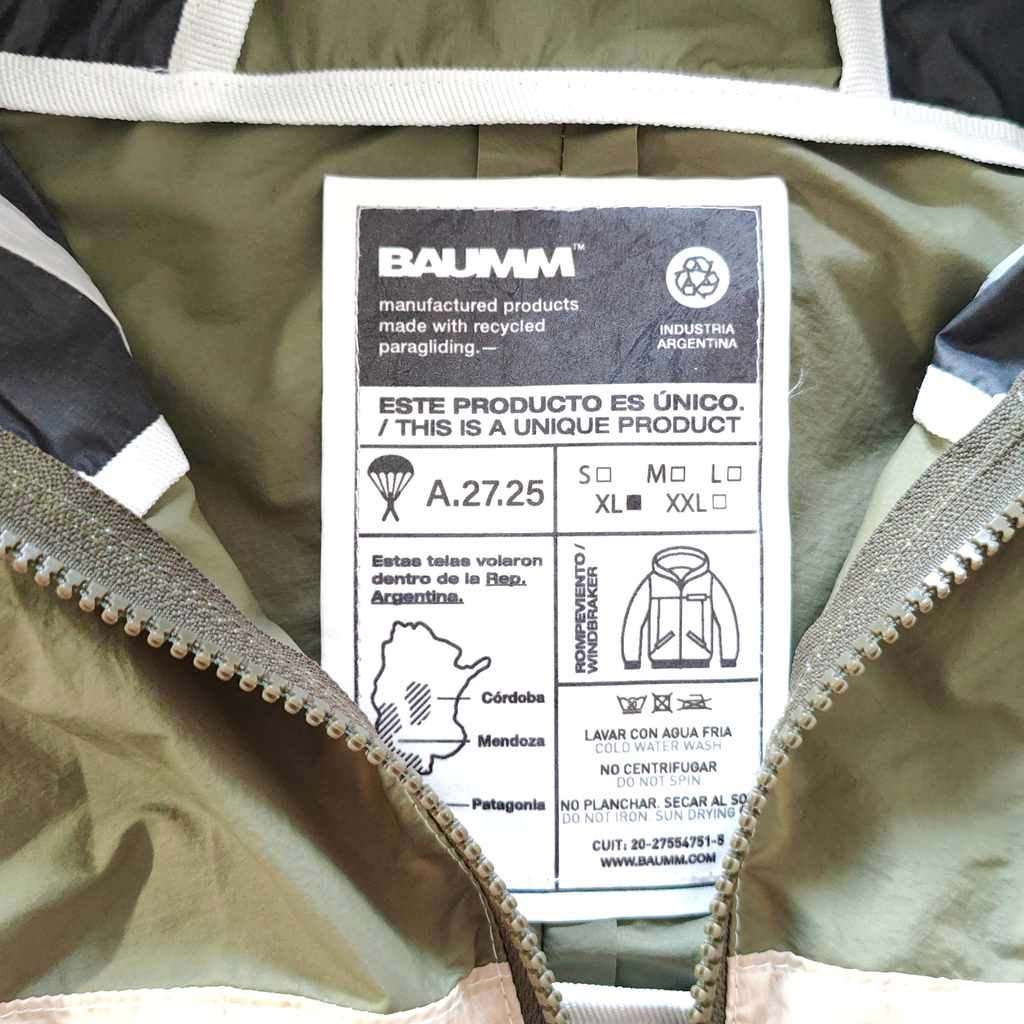 BAUMM™
manufactured products
made with recycled
paragliding.—
INDUSTRIA
ARGENTINA
ESTE PRODUCTO ES ÚNICO.
/ THIS IS A UNIQUE PRODUCT
A.27.25
S☐ M☐ L☐
XL■ XXL☐
Estas telas volaron
dentro de la Rep.
Argentina.
Córdoba
Mendoza
Patagonia
ROMPEVIENTO /
WINDBRAKER
LAVAR CON AGUA FRIA
COLD WATER WASH
NO CENTRIFUGAR
DO NOT SPIN
NO PLANCHAR. SECAR AL SO
DO NOT IRON. SUN DRYING
CUIT: 20-27554751-8
WWW.BAUMM.COM